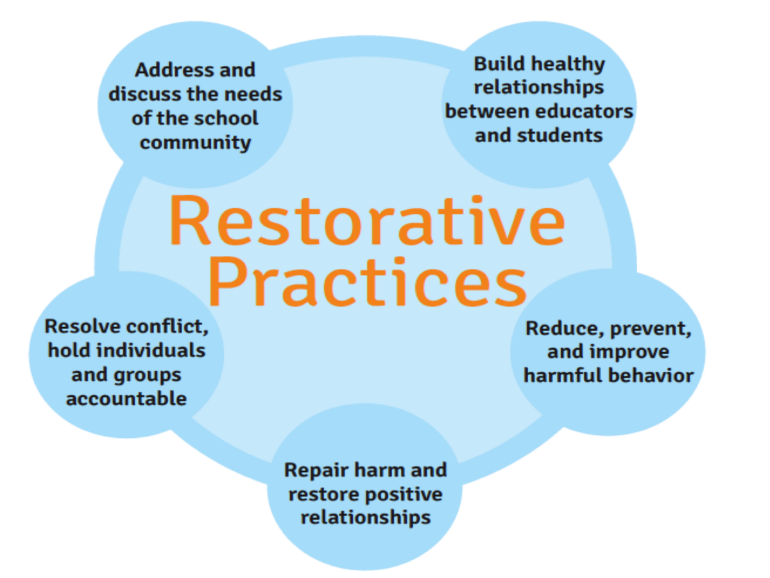 Address and
discuss the needs
of the school
community
Build healthy
relationships
between educators
and students
Restorative
Practices
Resolve conflict,
hold individuals
and groups
accountable
Reduce, prevent,
and improve
harmful behavior
Repair harm and
restore positive
relationships